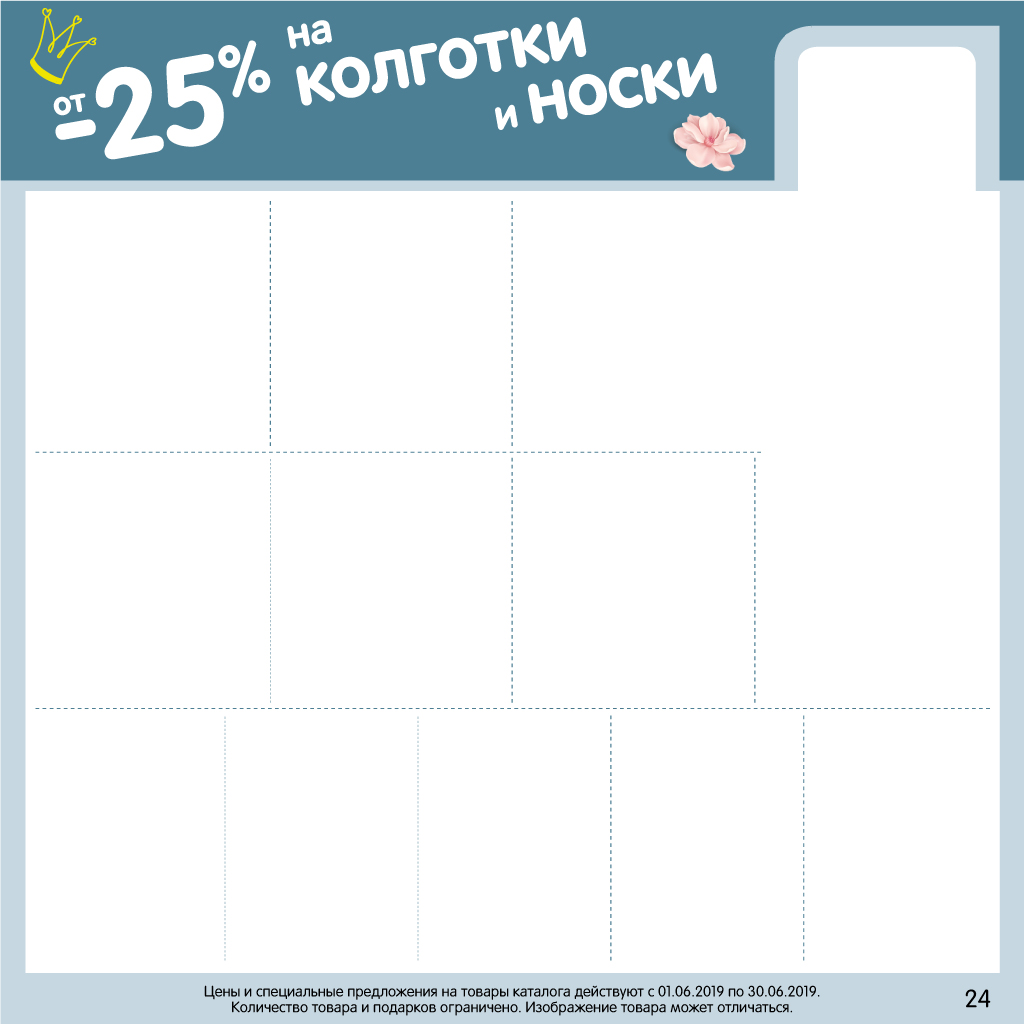 от -25% на
колготки
и носки
Цены и специальные предложения на товары каталога действуют с 01.06.2019 по 30.06.2019.
Количество товара и подарков ограничено. Изображение товара может отличаться.
24